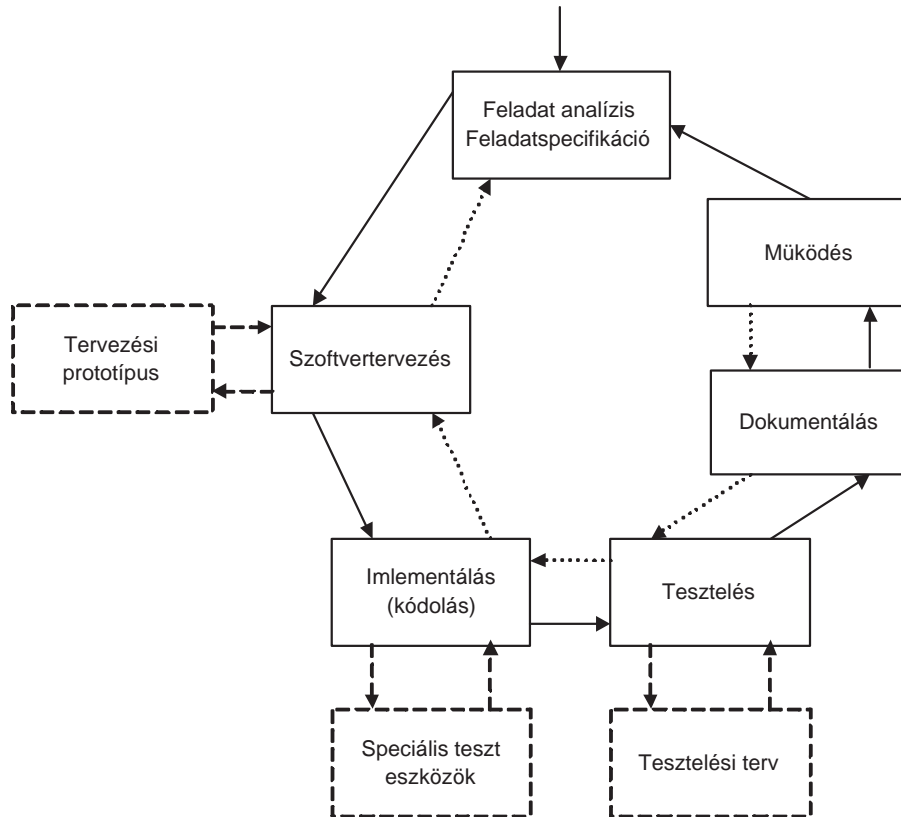 Feladat analízis
Feladatspecifikáció
Müködés
Tervezési
prototípus
Szoftvertervezés
Dokumentálás
Imlementálás
(kódolás)
Tesztelés
Speciális teszt
eszközök
Tesztelési terv